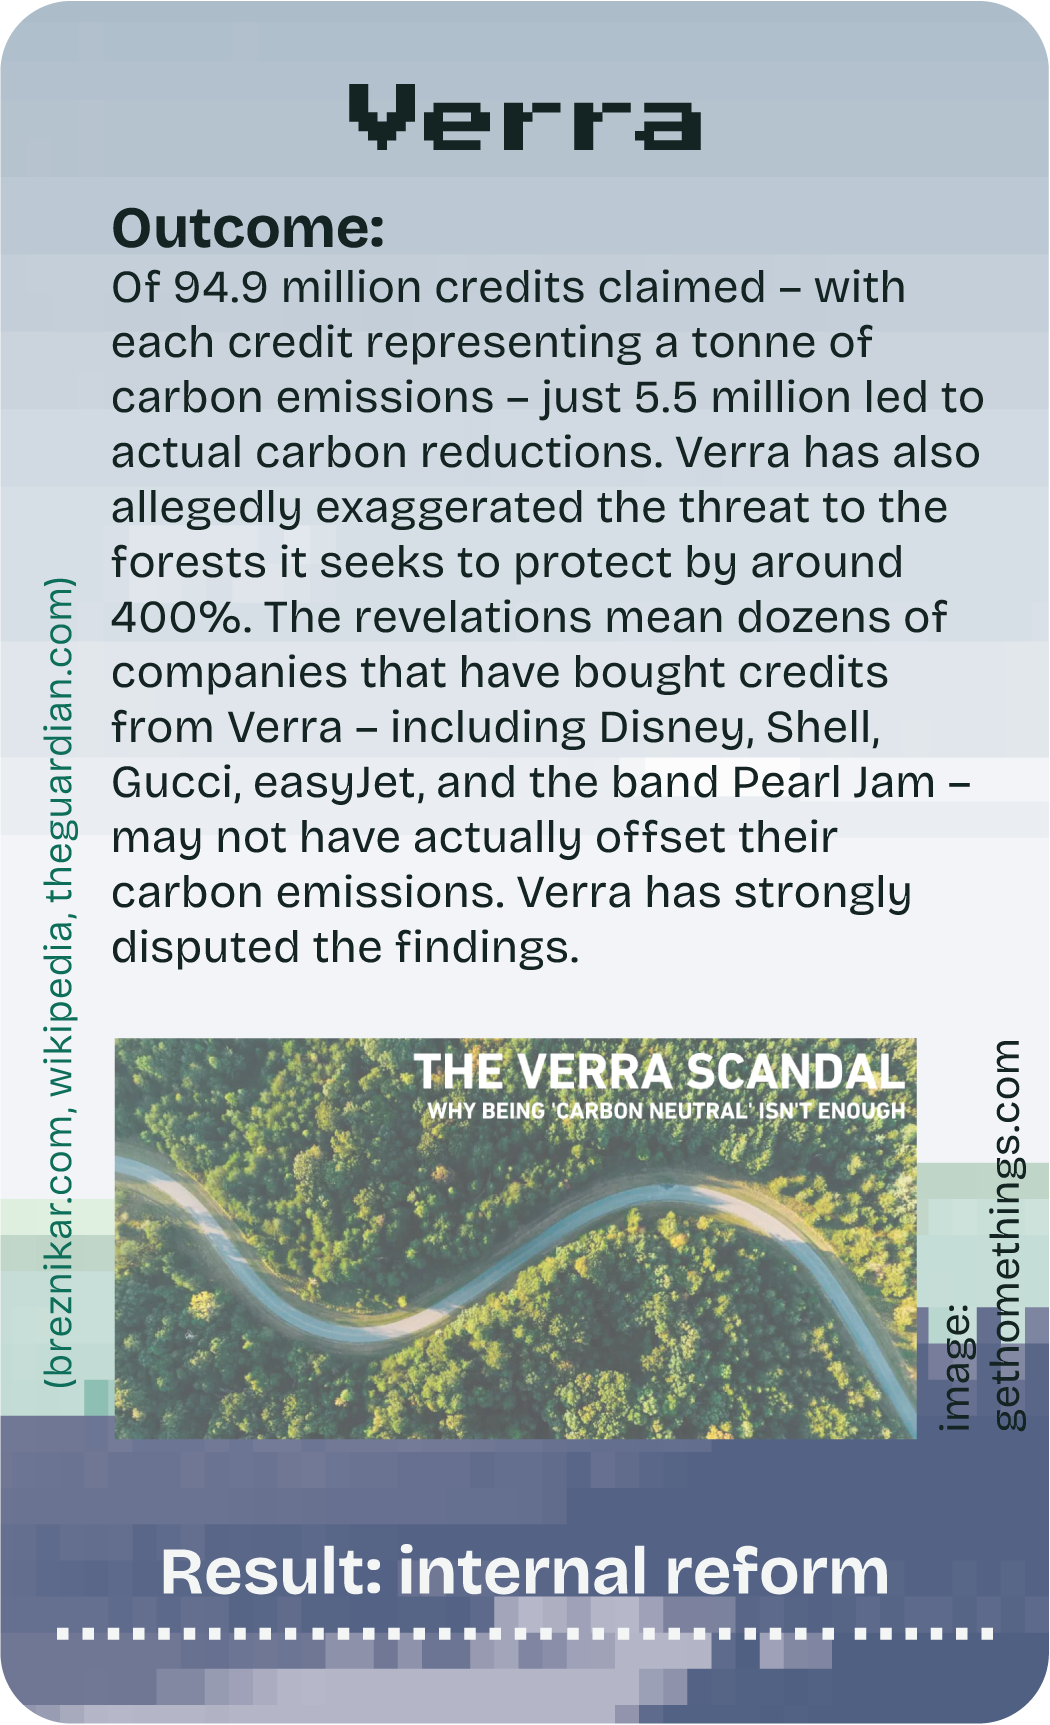 Verra
Outcome:
Of 94.9 million credits claimed – with
each credit representing a tonne of
carbon emissions – just 5.5 million led to
actual carbon reductions. Verra has also
allegedly exaggerated the threat to the
forests it seeks to protect by around
400%. The revelations mean dozens of
companies that have bought credits
from Verra – including Disney, Shell,
Gucci, easyJet, and the band Pearl Jam –
may not have actually offset their
carbon emissions. Verra has strongly
disputed the findings.
(breznikar.com, wikipedia, theguardian.com)
THE VERRA SCANDAL
WHY BEING 'CARBON NEUTRAL' ISN'T ENOUGH
image:
gethomethings.com
Result: internal reform